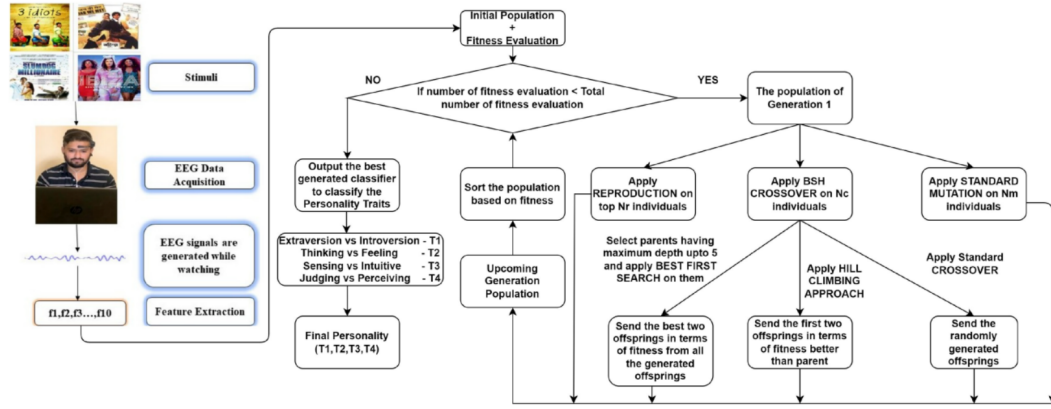 3 idiots
SLUMDOG
MILLIONAIRE
IBIZA
Stimuli
EEG Data
Acquisition
EEG signals are
generated while
watching
f1,f2,f3...,f10
Feature Extraction
Initial Population
+
Fitness Evaluation
NO
YES
If number of fitness evaluation < Total
number of fitness evaluation
Output the best
generated classifier
to classify the
Personality Traits
Extraversion vs Introversion - T1
Thinking vs Feeling - T2
Sensing vs Intuitive - T3
Judging vs Perceiving - T4
Final Personality
(T1,T2,T3,T4)
Sort the population
based on fitness
Upcoming
Generation
Population
The population of
Generation 1
Apply
REPRODUCTION on
top Nr individuals
Apply BSH
CROSSOVER on Nc
individuals
Apply STANDARD
MUTATION on Nm
individuals
Select parents having
maximum depth upto 5
and apply BEST FIRST
SEARCH on them
Apply HILL
CLIMBING
APPROACH
Apply Standard
CROSSOVER
Send the best two
offsprings in terms
of fitness from all
the generated
offsprings
Send the first two
offsprings in terms
of fitness better
than parent
Send the
randomly
generated
offsprings